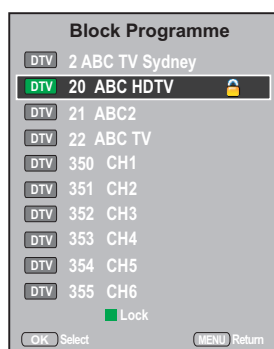 Block Programme
DTV 2 ABC TV Sydney
DTV 20 ABC HDTV
DTV 21 ABC2
DTV 22 ABC TV
DTV 350 CH1
DTV 351 CH2
DTV 352 CH3
DTV 353 CH4
DTV 354 CH5
DTV 355 CH6
Lock
OK Select MENU Return